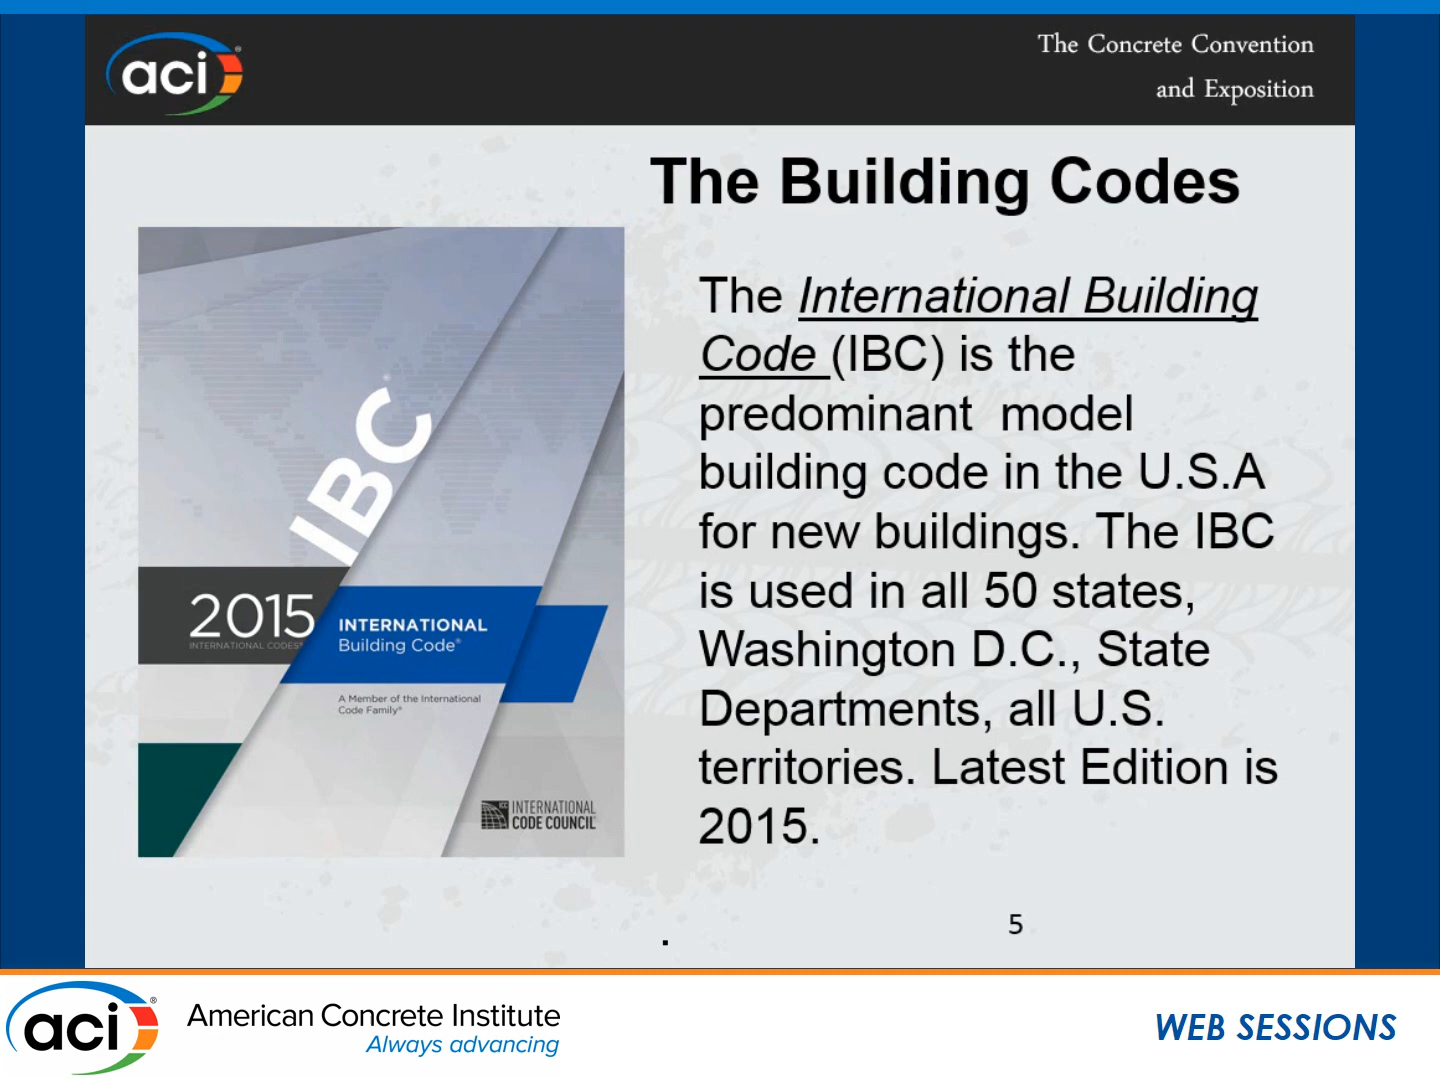 aci®
The Concrete Convention
and Exposition
The Building Codes
IBC®
2015
INTERNATIONAL CODES®
INTERNATIONAL
Building Code®
A Member of the International
Code Family®
ICC INTERNATIONAL
CODE COUNCIL
The International Building
Code (IBC) is the
predominant model
building code in the U.S.A
for new buildings. The IBC
is used in all 50 states,
Washington D.C., State
Departments, all U.S.
territories. Latest Edition is
2015.
.
5
aci®
American Concrete Institute
Always advancing
WEB SESSIONS